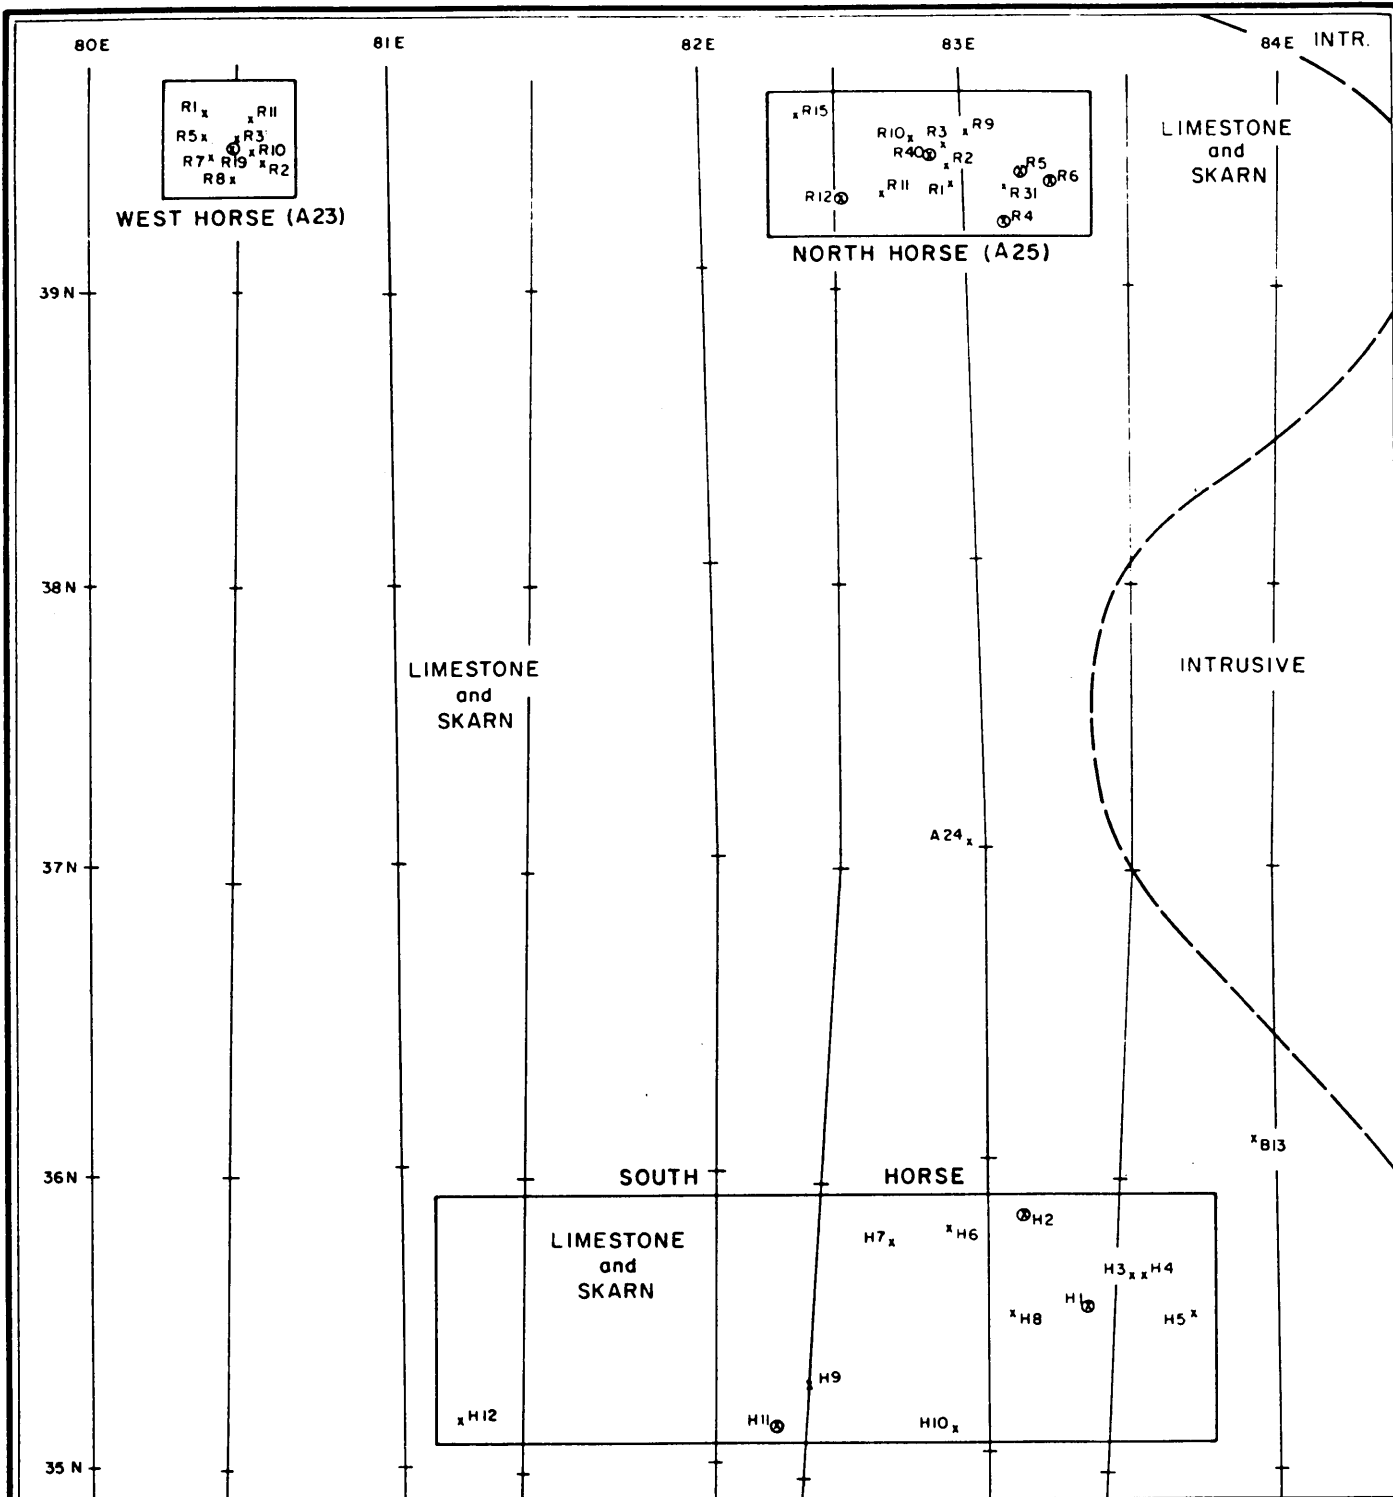 80E 81E 82E 83E 84E INTR.
R1 R11
R5 R3
R7 R19 R10
R8 R2
WEST HORSE (A23)
R15 R10 R3 R9
R40 R2 R5 R6
R12 R11 R1 R31
R4
NORTH HORSE (A25)
LIMESTONE
and
SKARN
39N
38N
LIMESTONE
and
SKARN
INTRUSIVE
A24
37N
B13
36N
SOUTH HORSE
LIMESTONE
and
SKARN
H7 H6 H2
H3 H4
H1
H8 H5
H9
H12 H11 H10
35N